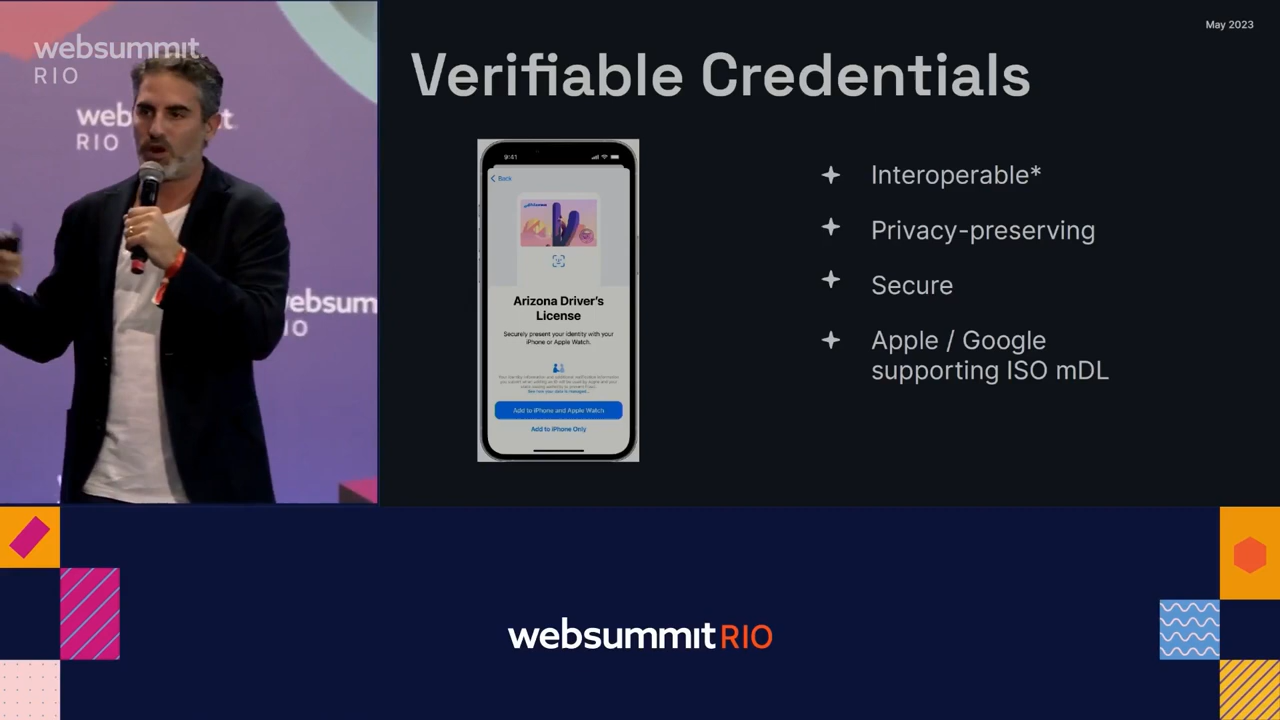 websummit
RIO
websummit
RIO
websum
RIO
May 2023
Verifiable Credentials
9:41
Back
Arizona Driver's
License
Securely present your identity with your
iPhone or Apple Watch.
Add to iPhone and Apple Watch
Add to iPhone Only
Interoperable*
Privacy-preserving
Secure
Apple / Google
supporting ISO mDL
websummit RIO